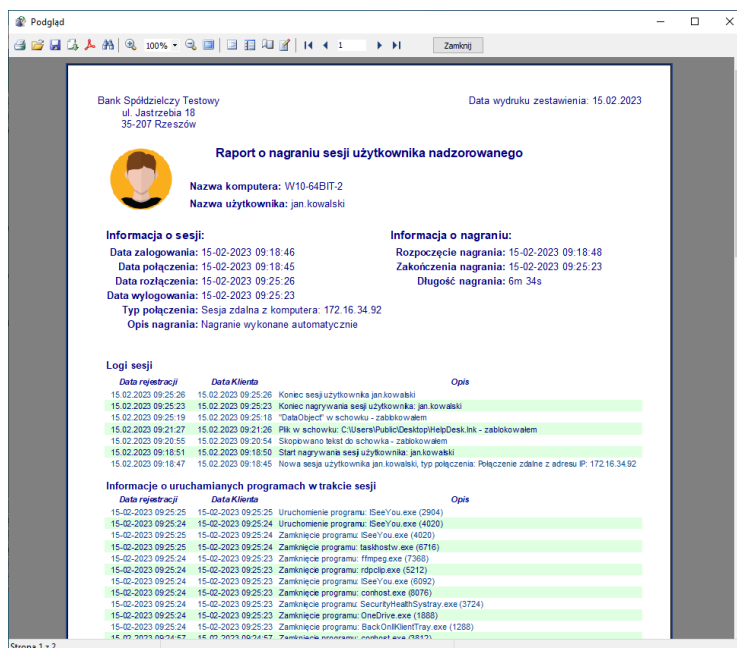 Podgląd
100%
1
Zamknij
Bank Spółdzielczy Testowy
ul. Jastrzebia 18
35-207 Rzeszów
Data wydruku zestawienia: 15.02.2023
Raport o nagraniu sesji użytkownika nadzorowanego
Nazwa komputera: W10-64BIT-2
Nazwa użytkownika: jan.kowalski
Informacja o sesji:
Data zalogowania: 15-02-2023 09:18:46
Data połączenia: 15-02-2023 09:18:45
Data rozłączenia: 15-02-2023 09:25:26
Data wylogowania: 15-02-2023 09:25:23
Typ połączenia: Sesja zdalna z komputera: 172.16.34.92
Opis nagrania: Nagranie wykonane automatycznie
Informacja o nagraniu:
Rozpoczęcie nagrania: 15-02-2023 09:18:48
Zakończenia nagrania: 15-02-2023 09:25:23
Długość nagrania: 6m 34s
Logi sesji
Data rejestracji Data Klienta Opis
15.02.2023 09:25:26 15.02.2023 09:25:26 Koniec sesji użytkownika jan.kowalski
15.02.2023 09:25:23 15.02.2023 09:25:23 Koniec nagrywania sesji użytkownika: jan.kowalski
15.02.2023 09:25:19 15.02.2023 09:25:18 "DataObject" w schowku - zablokowałem
15.02.2023 09:21:27 15.02.2023 09:21:26 Plik w schowku: C:\Users\Public\Desktop\HelpDesk.lnk - zablokowałem
15.02.2023 09:20:55 15.02.2023 09:20:54 Skopiowano tekst do schowka - zablokowałem
15.02.2023 09:18:51 15.02.2023 09:18:50 Start nagrywania sesji użytkownika: jan.kowalski
15.02.2023 09:18:47 15.02.2023 09:18:45 Nowa sesja użytkownika jan.kowalski, typ połączenia: Połączenie zdalne z adresu IP: 172.16.34.92
Informacje o uruchamianych programach w trakcie sesji
Data rejestracji Data Klienta Opis
15-02-2023 09:25:25 15-02-2023 09:25:25 Uruchomienie programu: ISeeYou.exe (2904)
15-02-2023 09:25:24 15-02-2023 09:25:24 Uruchomienie programu: ISeeYou.exe (4020)
15-02-2023 09:25:25 15-02-2023 09:25:24 Zamknięcie programu: ISeeYou.exe (4020)
15-02-2023 09:25:25 15-02-2023 09:25:24 Zamknięcie programu: taskhostw.exe (6716)
15-02-2023 09:25:24 15-02-2023 09:25:23 Zamknięcie programu: ffmpeg.exe (7368)
15-02-2023 09:25:24 15-02-2023 09:25:23 Zamknięcie programu: rdpclip.exe (5212)
15-02-2023 09:25:24 15-02-2023 09:25:23 Zamknięcie programu: ISeeYou.exe (6092)
15-02-2023 09:25:24 15-02-2023 09:25:23 Zamknięcie programu: conhost.exe (8076)
15-02-2023 09:25:24 15-02-2023 09:25:23 Zamknięcie programu: SecurityHealthSystray.exe (3724)
15-02-2023 09:25:24 15-02-2023 09:25:23 Zamknięcie programu: OneDrive.exe (1888)
15-02-2023 09:25:24 15-02-2023 09:25:23 Zamknięcie programu: BackOnllKlientTray.exe (1288)
15-02-2023 09:24:57 15-02-2023 09:24:57 Zamknięcie programu: conhost.exe (3812)
Strona 1 z 2